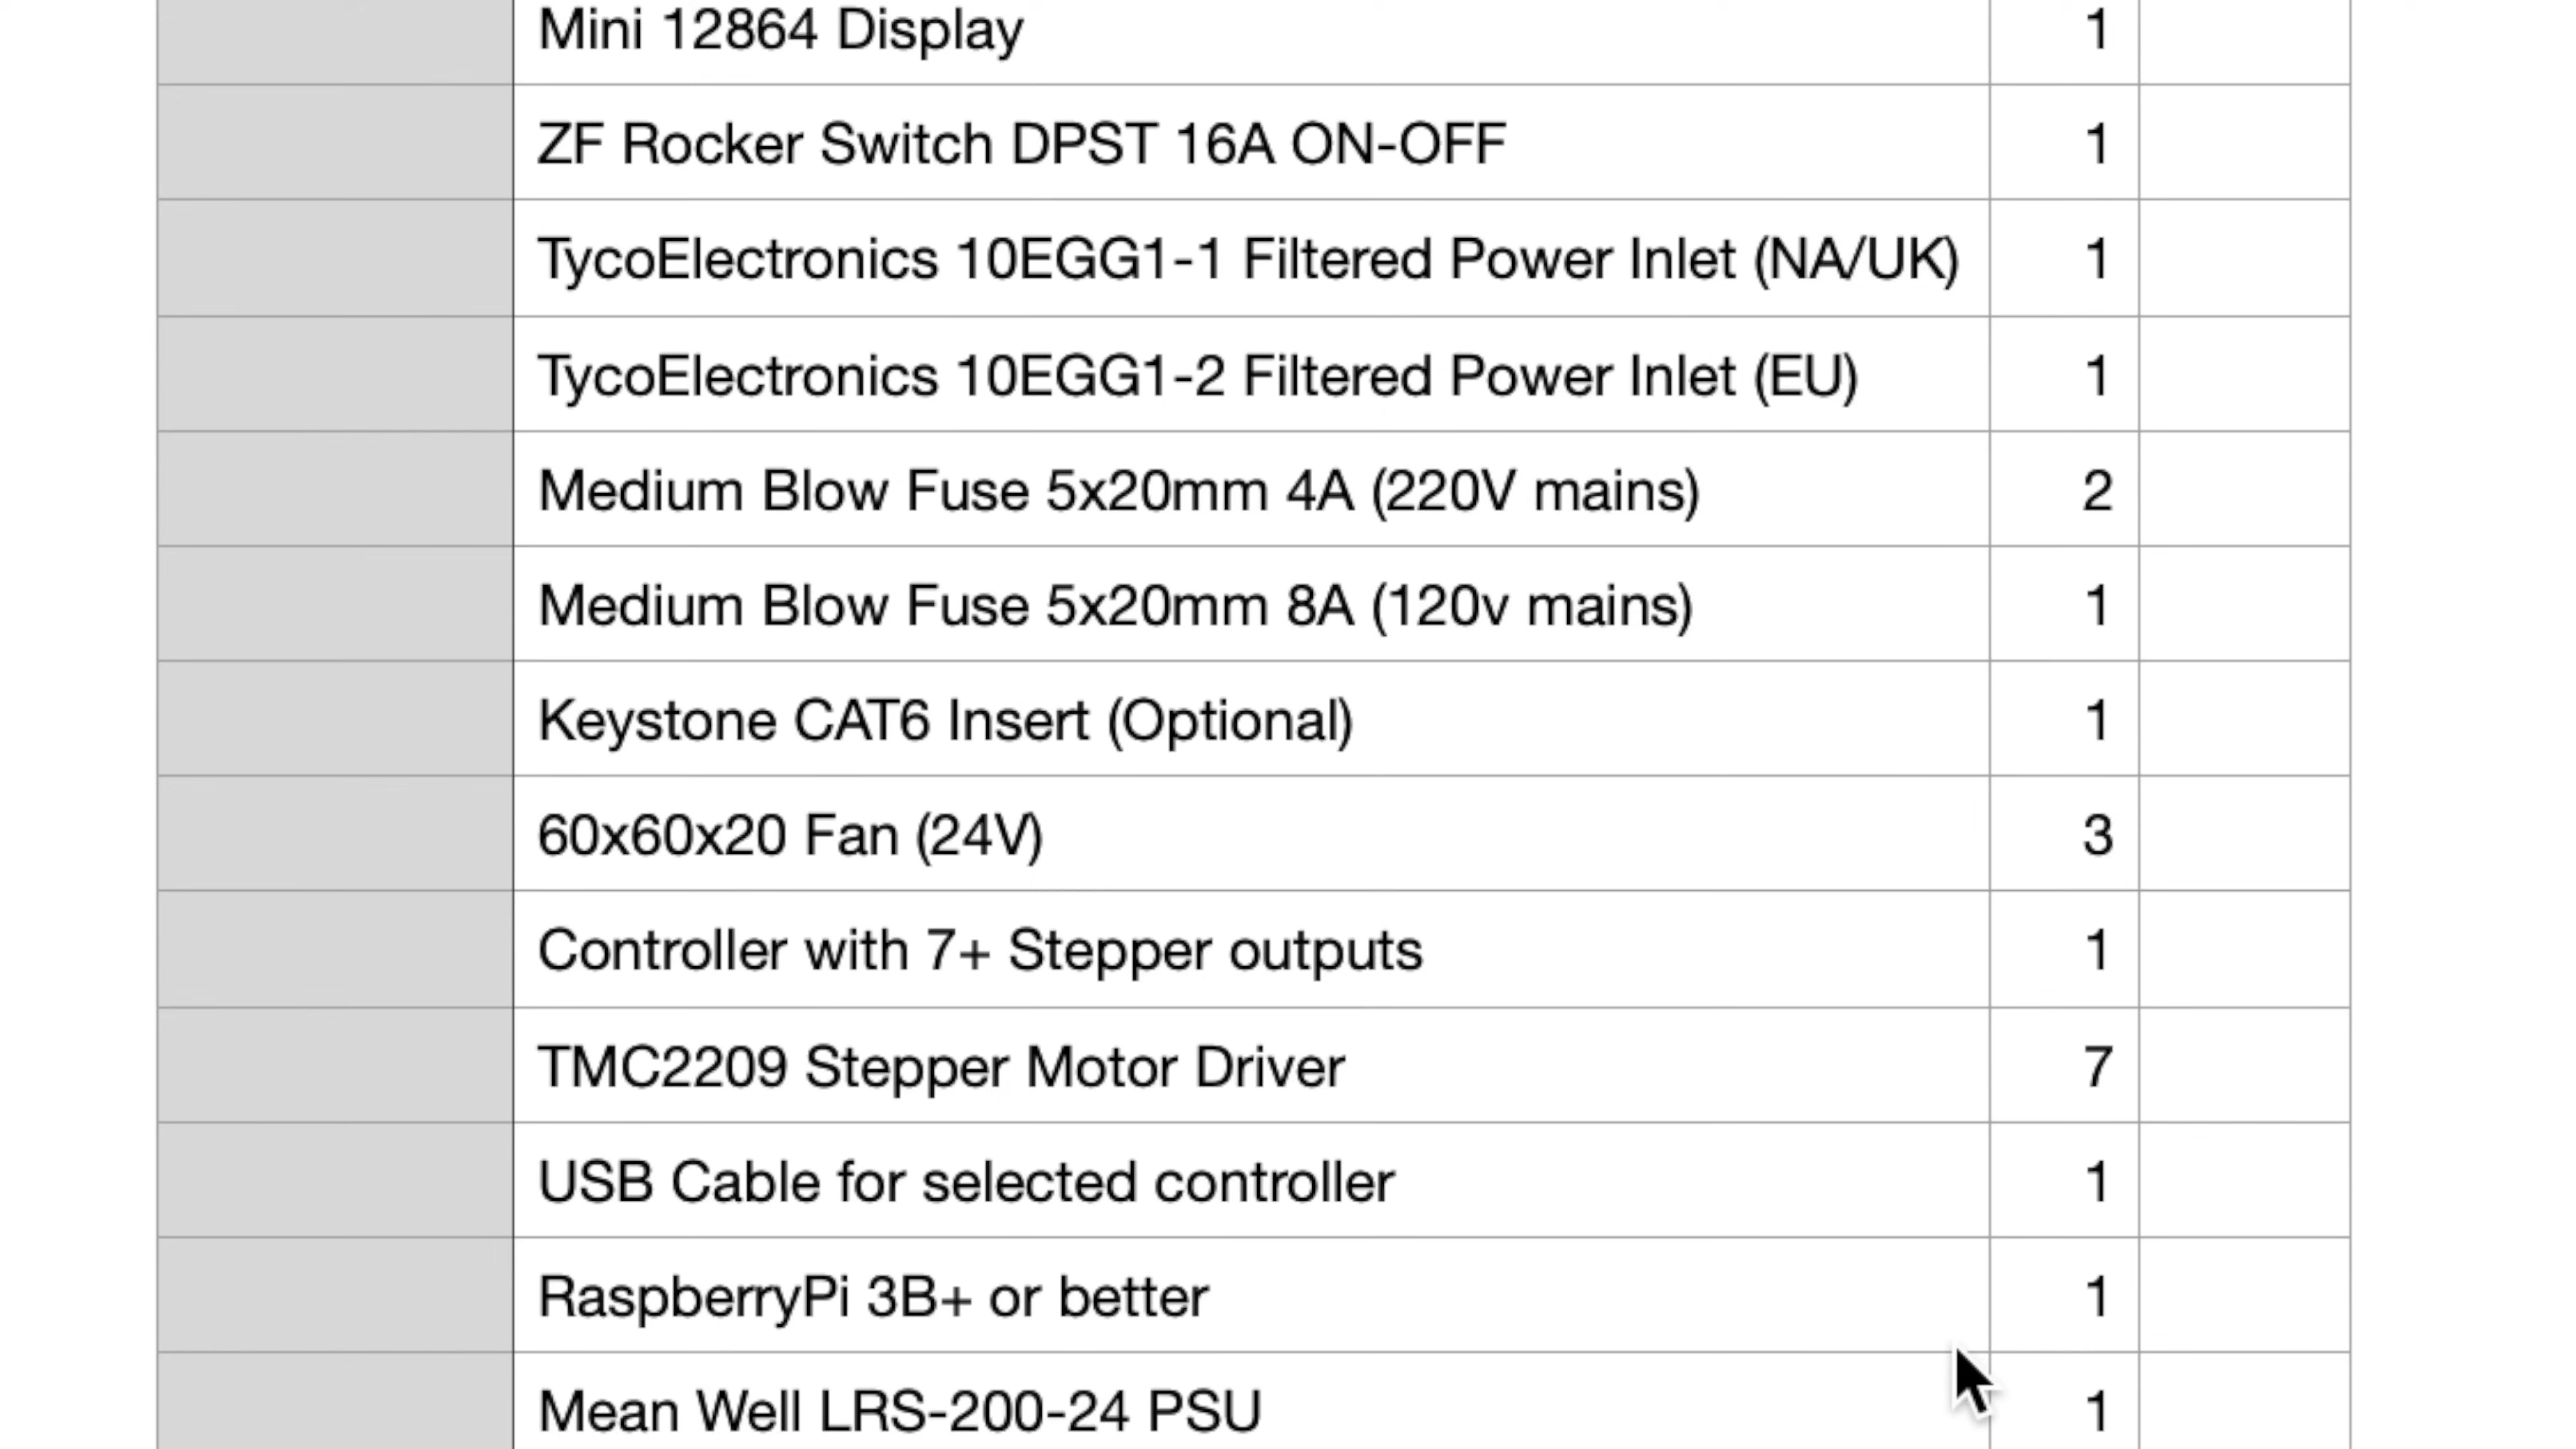 Mini 12864 Display 1
ZF Rocker Switch DPST 16A ON-OFF 1
TycoElectronics 10EGG1-1 Filtered Power Inlet (NA/UK) 1
TycoElectronics 10EGG1-2 Filtered Power Inlet (EU) 1
Medium Blow Fuse 5x20mm 4A (220V mains) 2
Medium Blow Fuse 5x20mm 8A (120v mains) 1
Keystone CAT6 Insert (Optional) 1
60x60x20 Fan (24V) 3
Controller with 7+ Stepper outputs 1
TMC2209 Stepper Motor Driver 7
USB Cable for selected controller 1
RaspberryPi 3B+ or better 1
Mean Well LRS-200-24 PSU 1